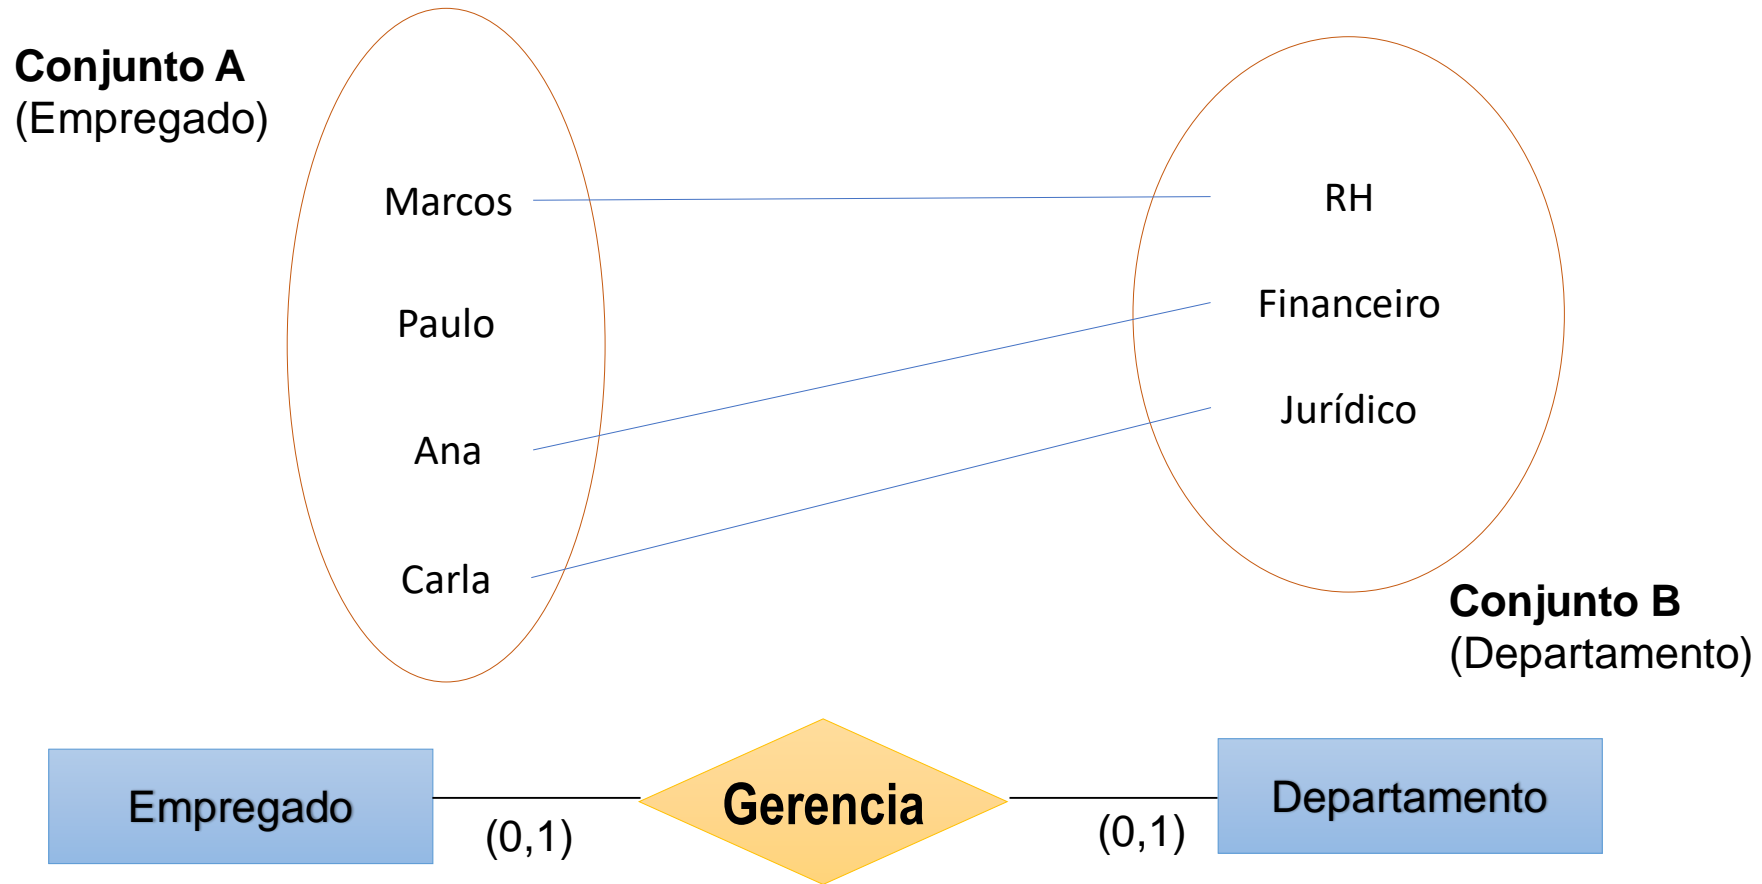 Conjunto A
(Empregado)
Marcos
Paulo
Ana
Carla
RH
Financeiro
Jurídico
Conjunto B
(Departamento)
Empregado
(0,1)
Gerencia
(0,1)
Departamento